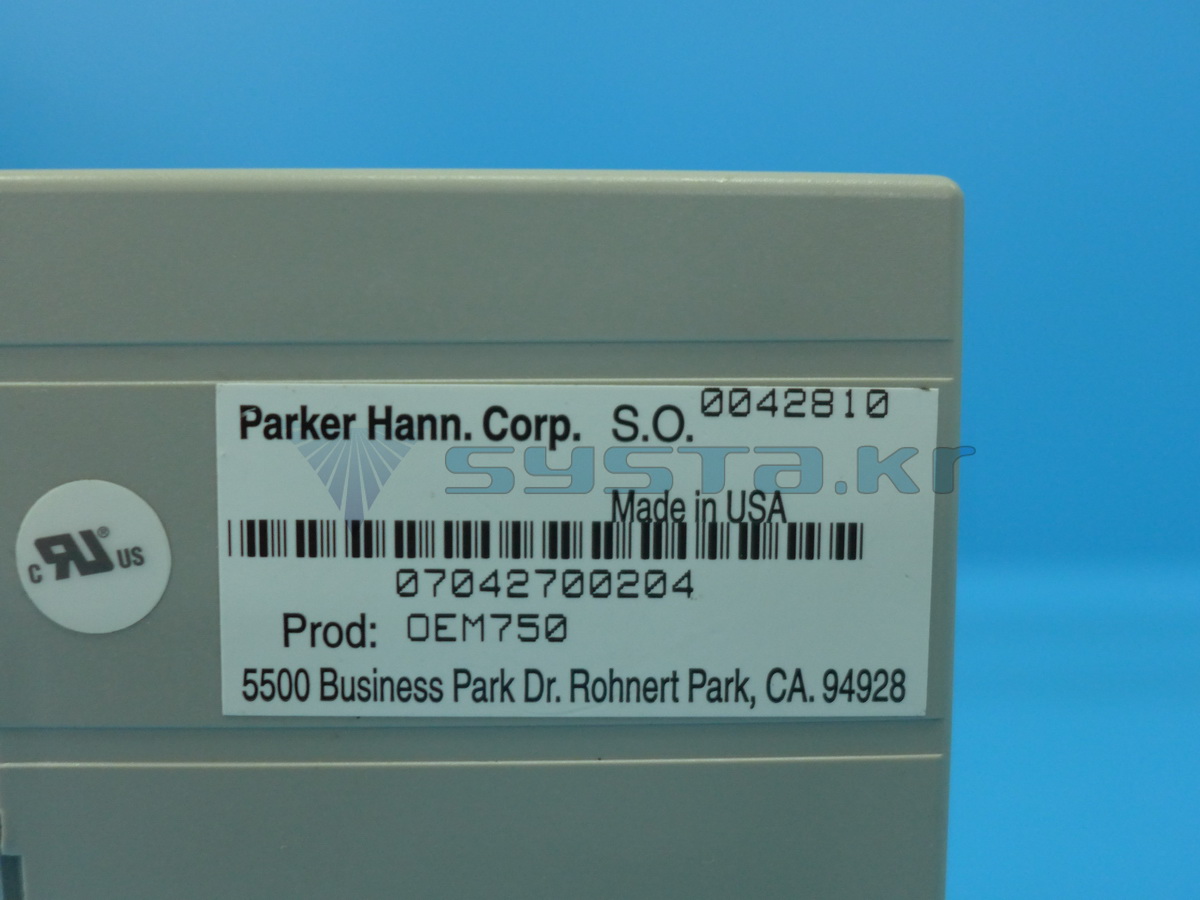 Parker Hann. Corp. S.O. 0042810
systa.kr
Made in USA
07042700204
Prod: OEM750
5500 Business Park Dr. Rohnert Park, CA. 94928
C RU ® US